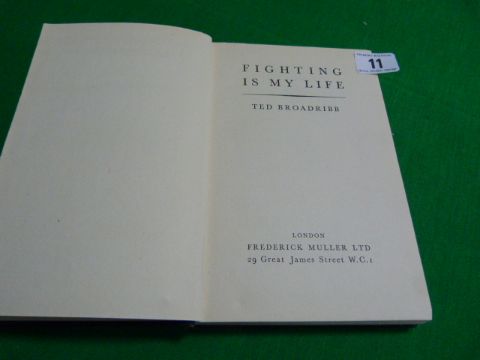 FIGHTING
IS MY LIFE
TED BROADRIBB
LONDON
FREDERICK MULLER LTD
29 Great James Street W.C.1
11